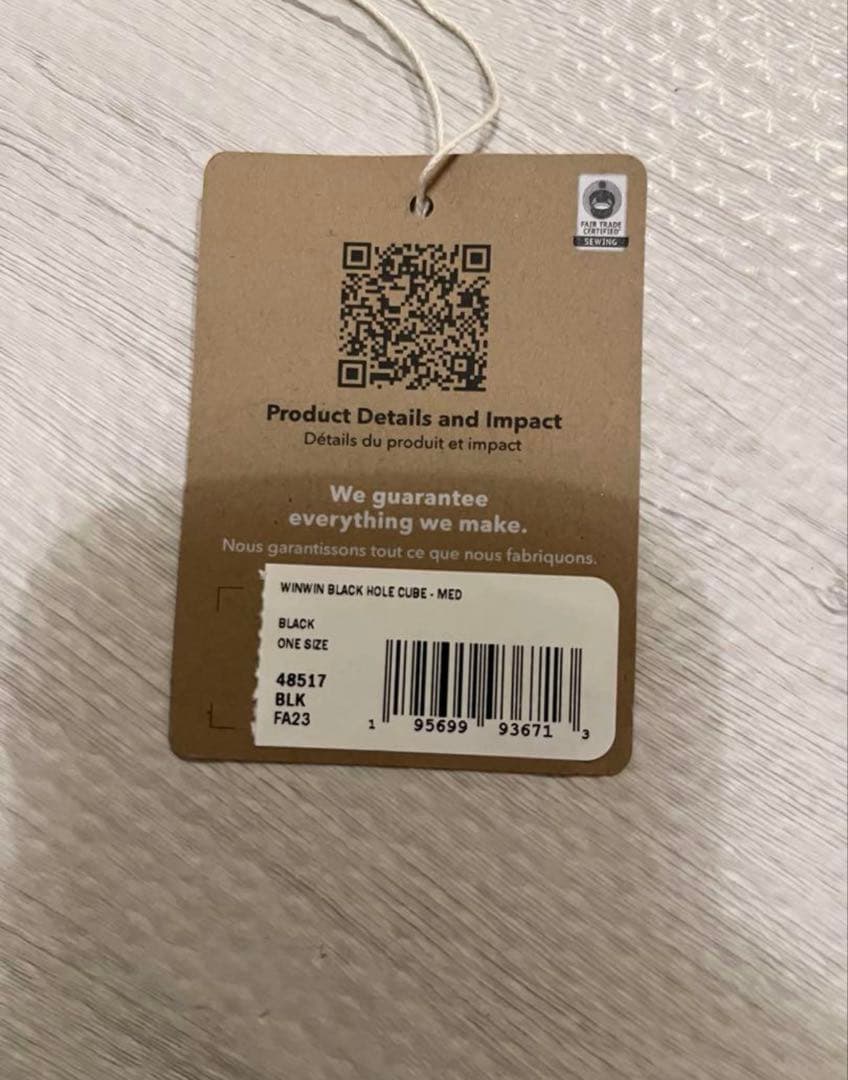 FAIR TRADE
CERTIFIED
SEWING
Product Details and Impact
Détails du produit et impact
We guarantee
everything we make.
Nous garantissons tout ce que nous fabriquons.
WINWIN BLACK HOLE CUBE - MED
BLACK
ONE SIZE
48517
BLK
FA23
1 95699 93671 3